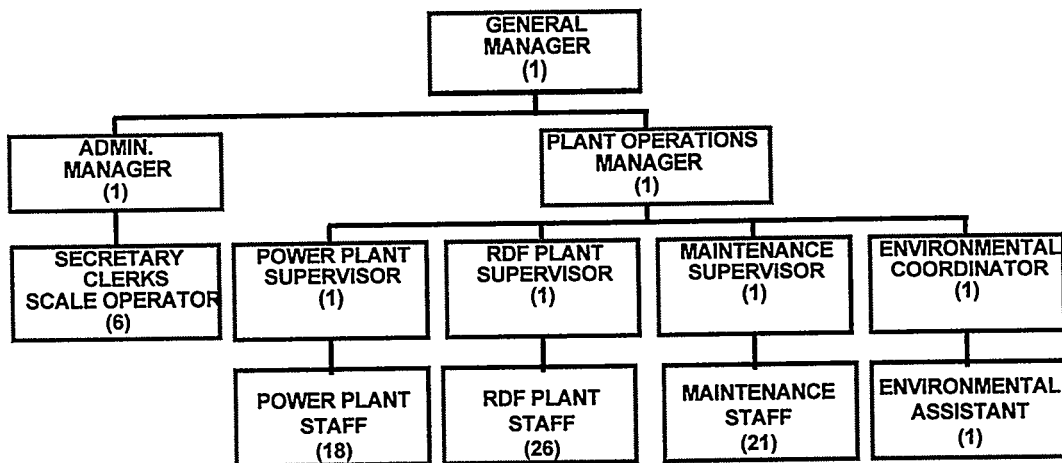 GENERAL
MANAGER
(1)
ADMIN.
MANAGER
(1)
PLANT OPERATIONS
MANAGER
(1)
SECRETARY
CLERKS
SCALE OPERATOR
(6)
POWER PLANT
SUPERVISOR
(1)
RDF PLANT
SUPERVISOR
(1)
MAINTENANCE
SUPERVISOR
(1)
ENVIRONMENTAL
COORDINATOR
(1)
POWER PLANT
STAFF
(18)
RDF PLANT
STAFF
(26)
MAINTENANCE
STAFF
(21)
ENVIRONMENTAL
ASSISTANT
(1)